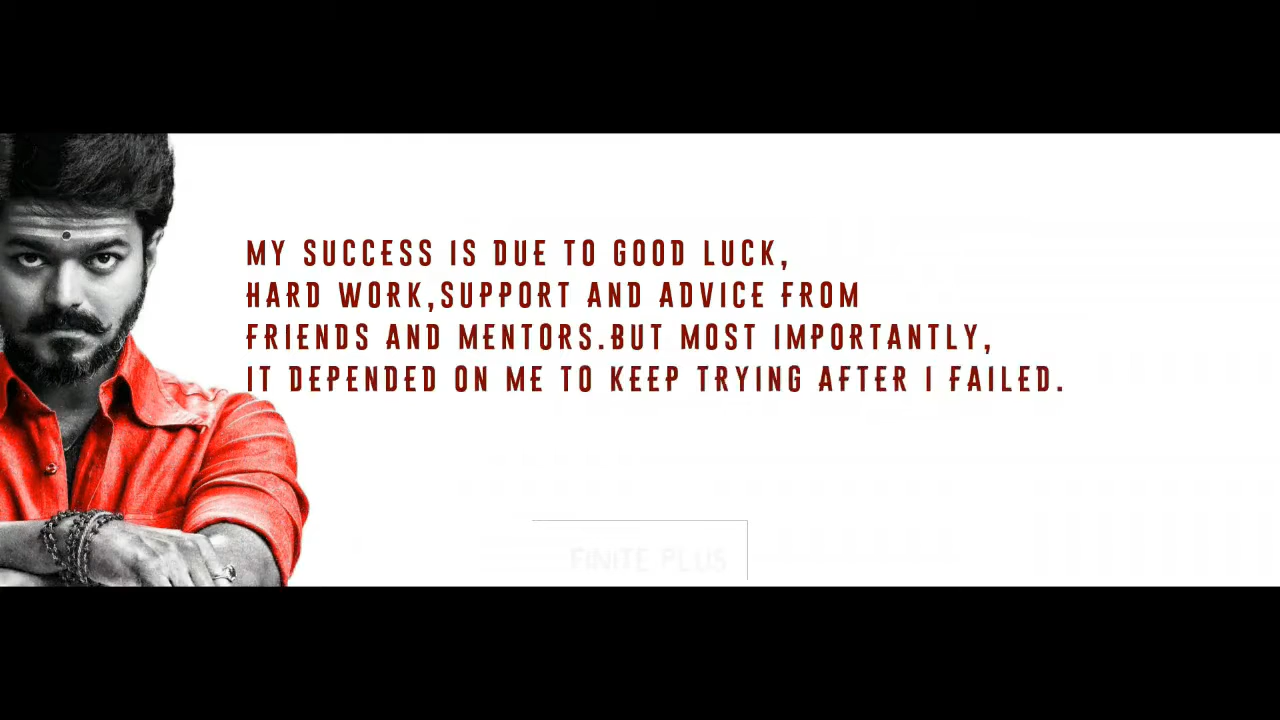 MY SUCCESS IS DUE TO GOOD LUCK,
HARD WORK,SUPPORT AND ADVICE FROM
FRIENDS AND MENTORS.BUT MOST IMPORTANTLY,
IT DEPENDED ON ME TO KEEP TRYING AFTER I FAILED.
FINITE PLUS